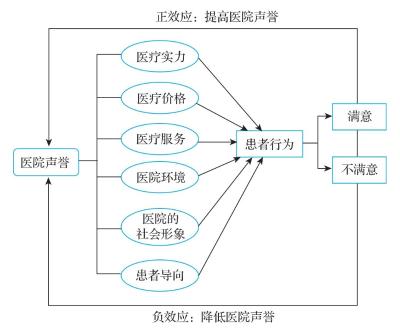 正效应：提高医院声誉
医疗实力
医疗价格
满意
医疗服务
患者行为
医院声誉
医院环境
不满意
医院的
社会形象
患者导向
负效应：降低医院声誉